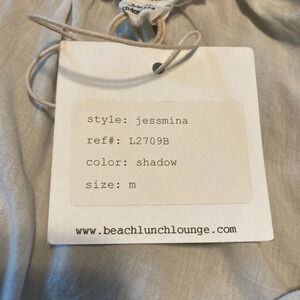 style: jessmina
ref#: L2709B
color: shadow
size: m
www.beachlunchlounge.com